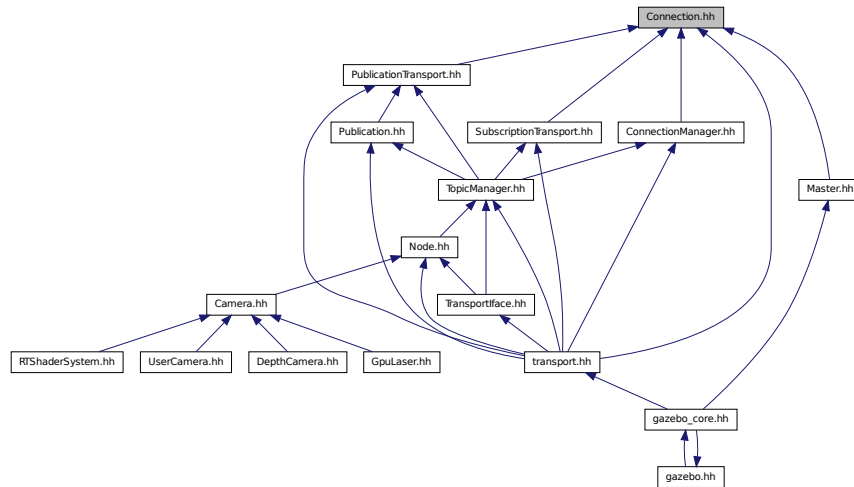 Connection.hh
PublicationTransport.hh
Publication.hh
SubscriptionTransport.hh
ConnectionManager.hh
TopicManager.hh
Master.hh
Node.hh
Camera.hh
TransportIface.hh
RTShaderSystem.hh
UserCamera.hh
DepthCamera.hh
GpuLaser.hh
transport.hh
gazebo_core.hh
gazebo.hh